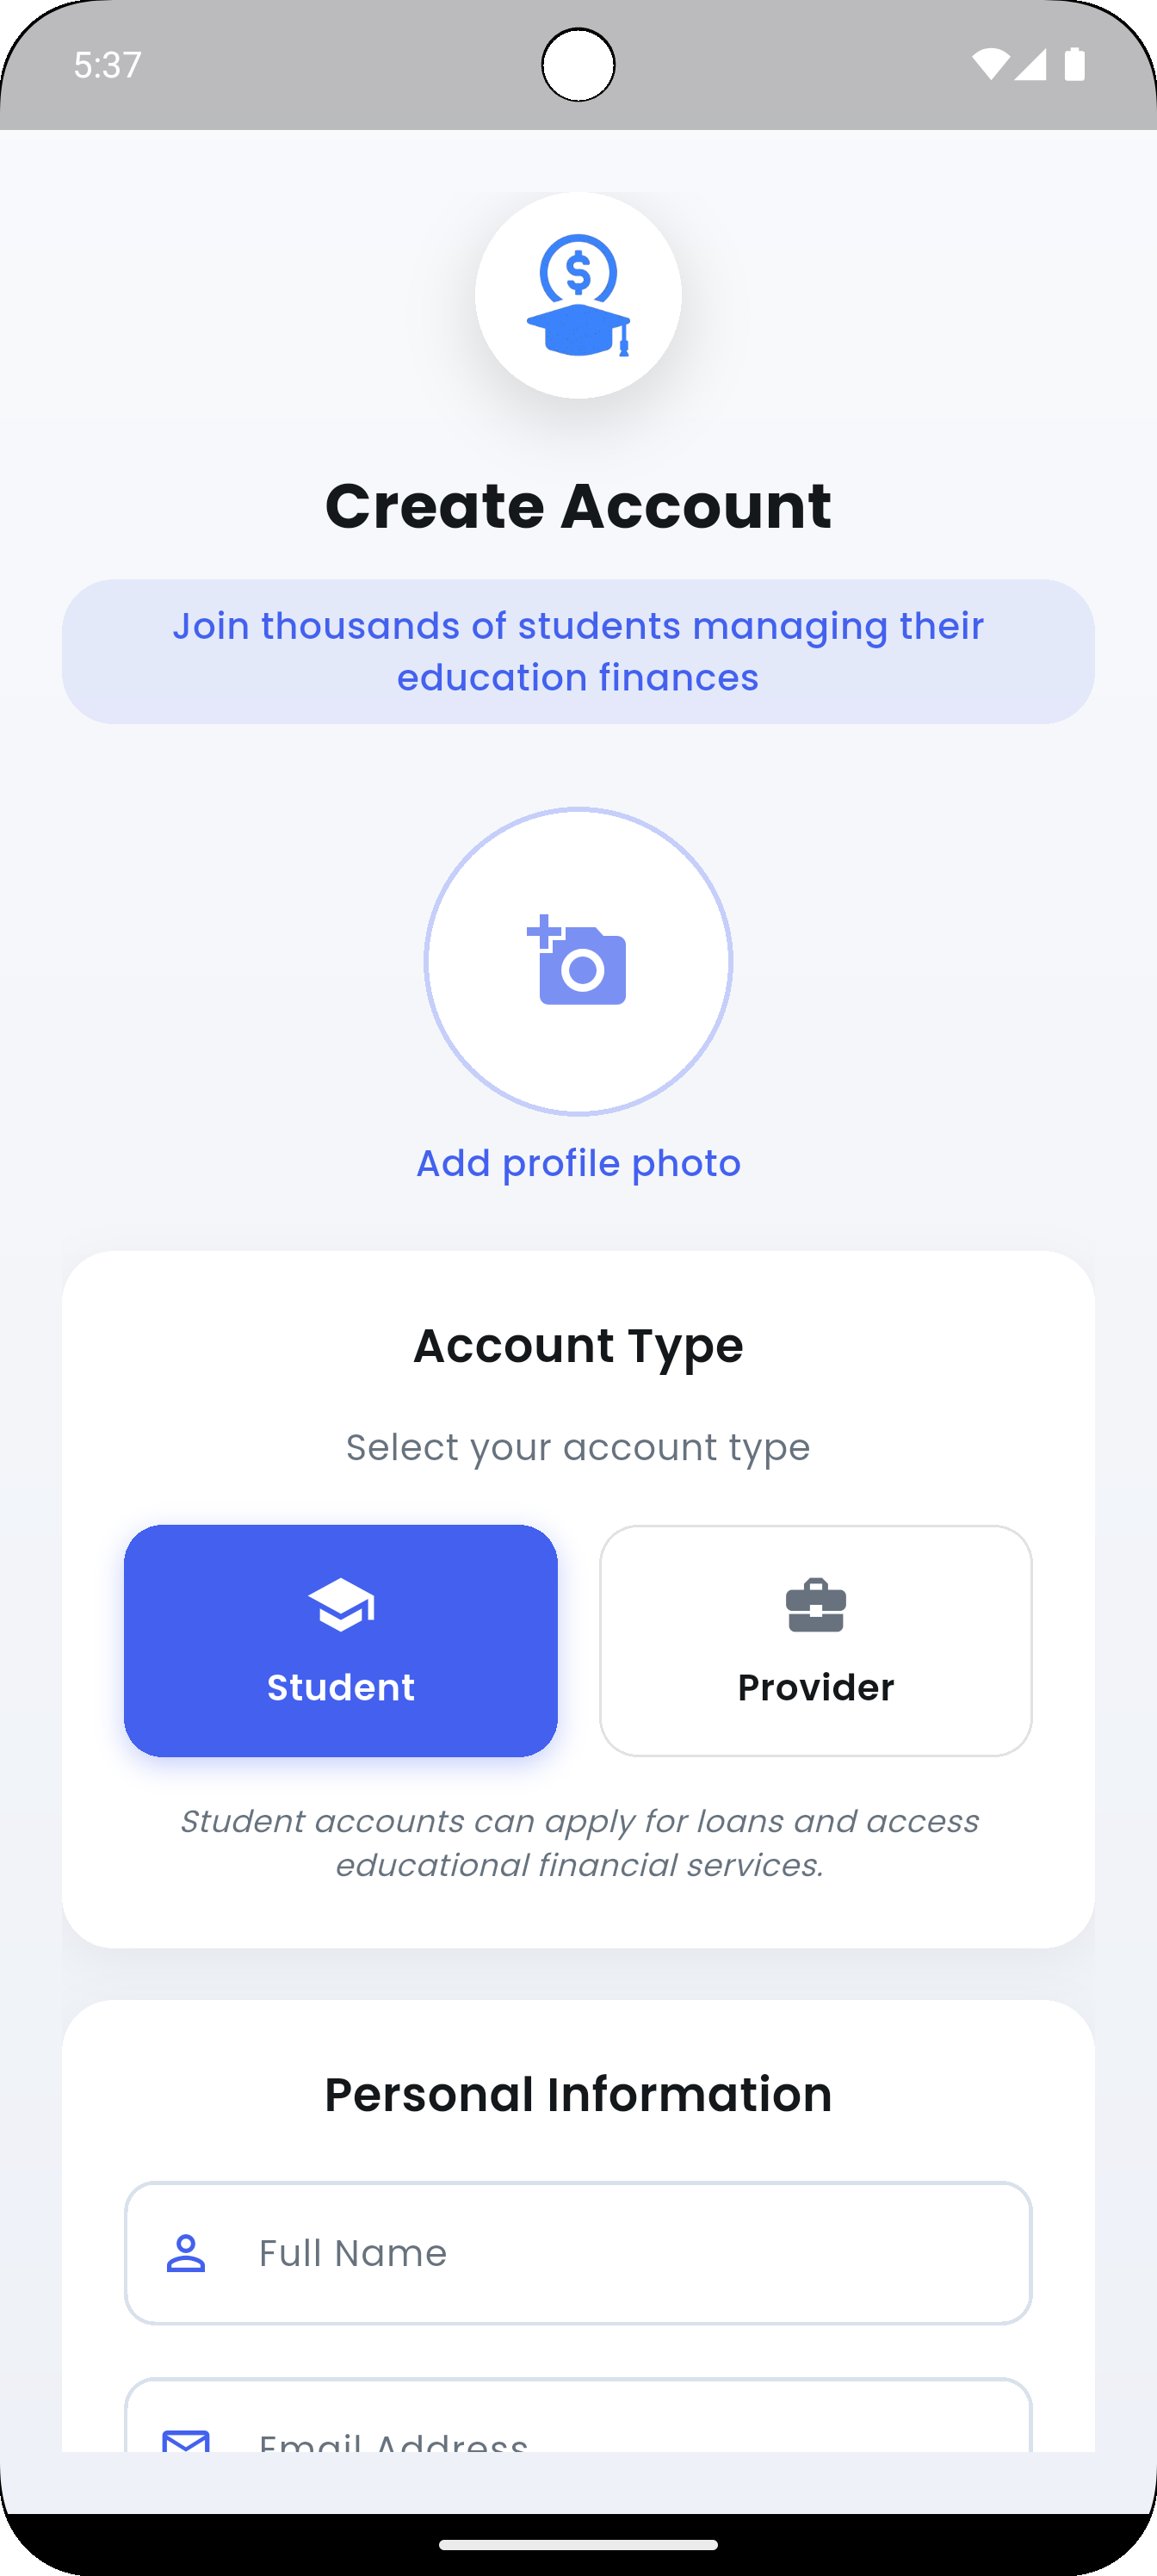 5:37
$
Create Account
Join thousands of students managing their
education finances
Add profile photo
Account Type
Select your account type
Student
Provider
Student accounts can apply for loans and access
educational financial services.
Personal Information
Full Name
Email Address